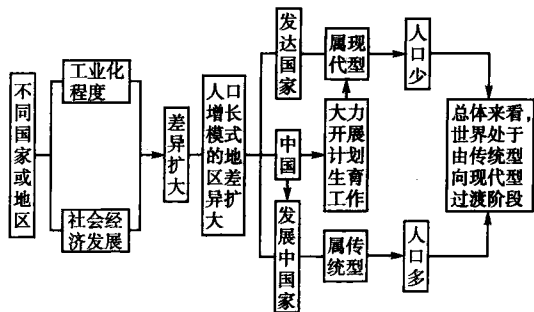 不同国家或地区
工业化
程度
社会经
济发展
差异扩大
人口
增长
模式
的地
区差
异扩
大
发达国家
中国
发展中国家
属现
代型
大力
开展
计划
生育
工作
属传
统型
人口少
人口多
总体来看，
世界处于
由传统型
向现代型
过渡阶段